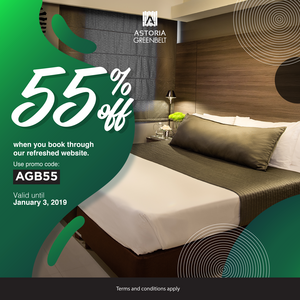 ASTORIA
GREENBELT
55% off
when you book through
our refreshed website.
Use promo code:
AGB55
Valid until
January 3, 2019
Terms and conditions apply